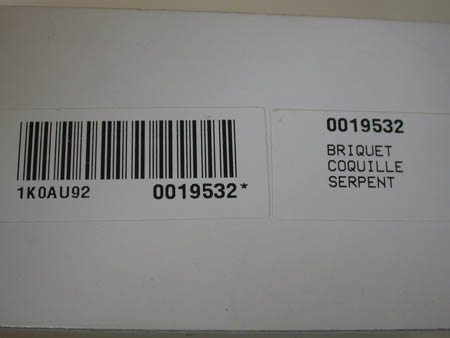 1K0AU92 0019532*
0019532
BRIQUET
COQUILLE
SERPENT